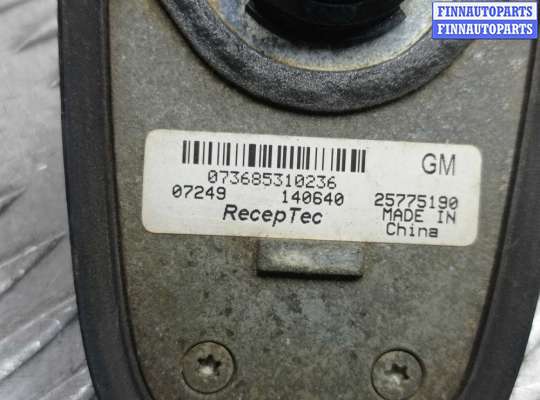 FINNAUTOPARTS
FINNAUTOPARTS
GM
073685310236
07249 140640 25775190
RecepTec MADE IN
China